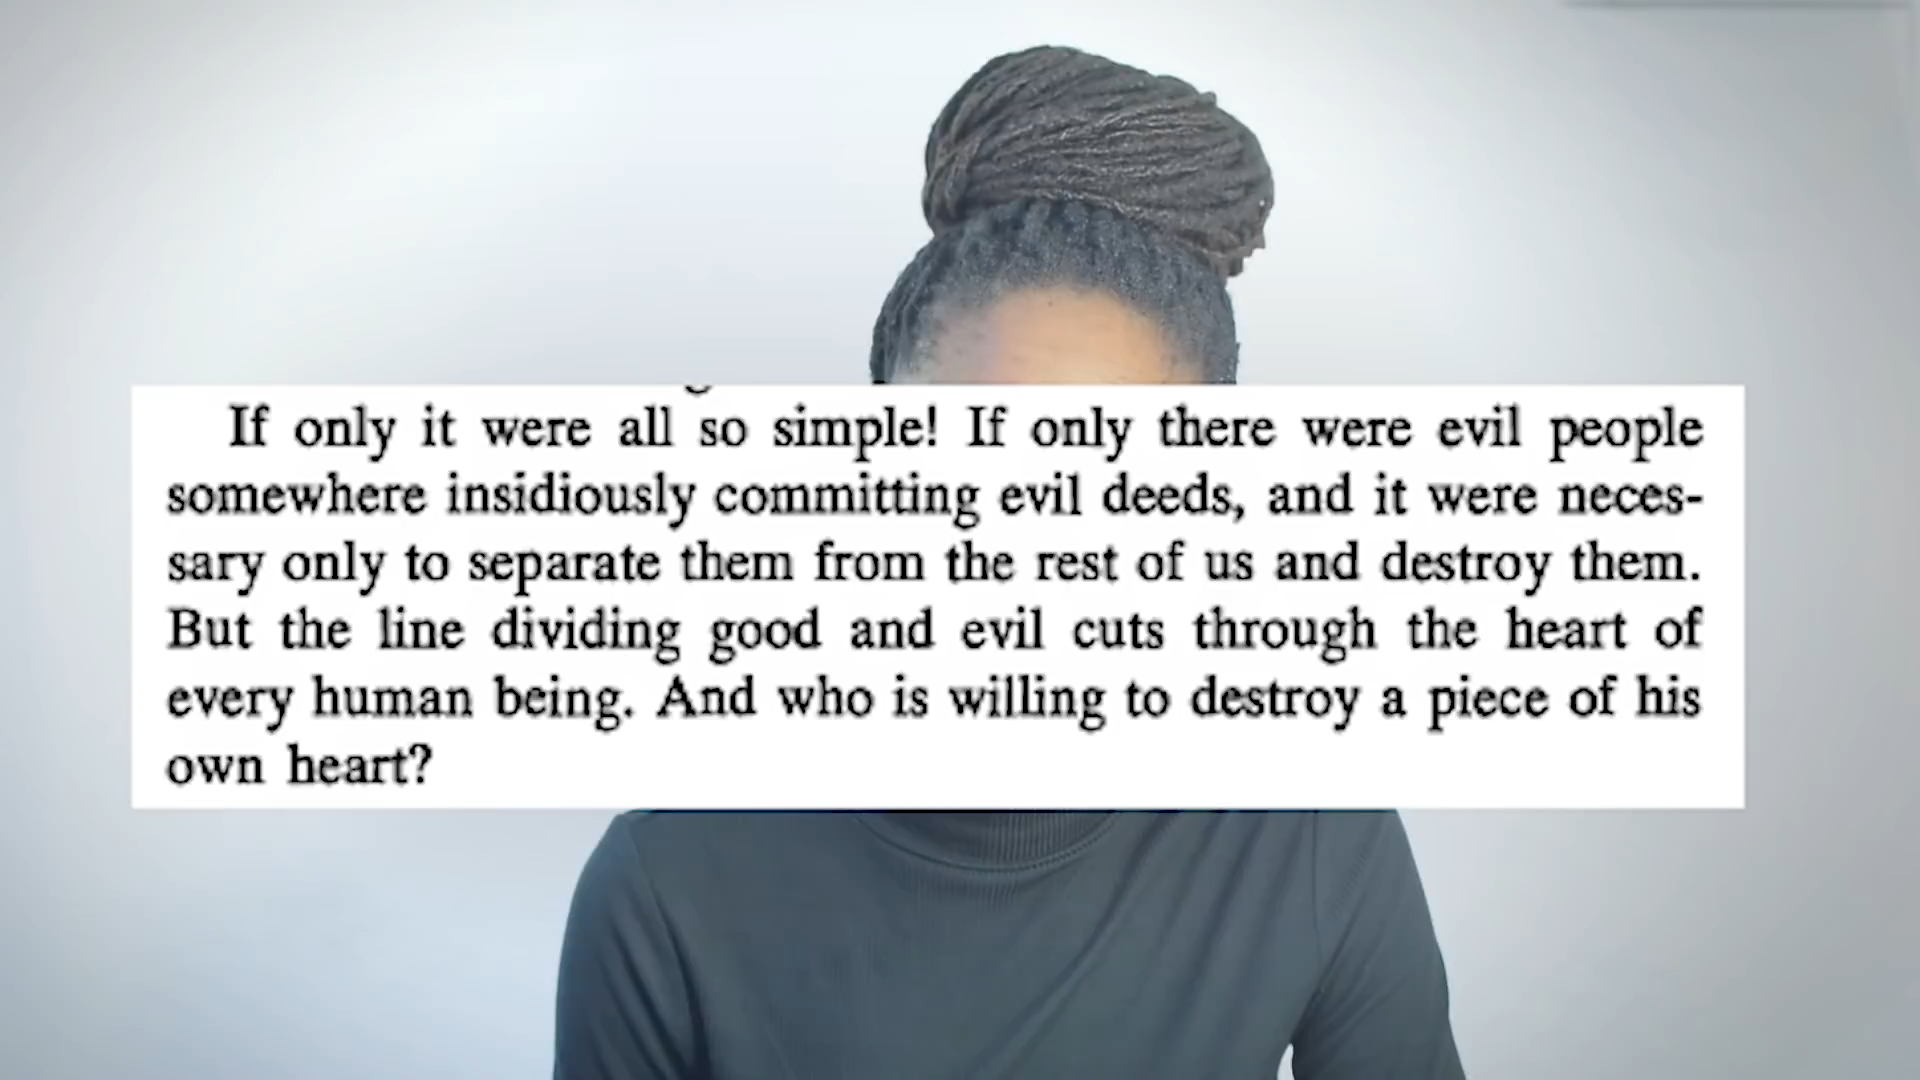 If only it were all so simple! If only there were evil people
somewhere insidiously committing evil deeds, and it were neces-
sary only to separate them from the rest of us and destroy them.
But the line dividing good and evil cuts through the heart of
every human being. And who is willing to destroy a piece of his
own heart?